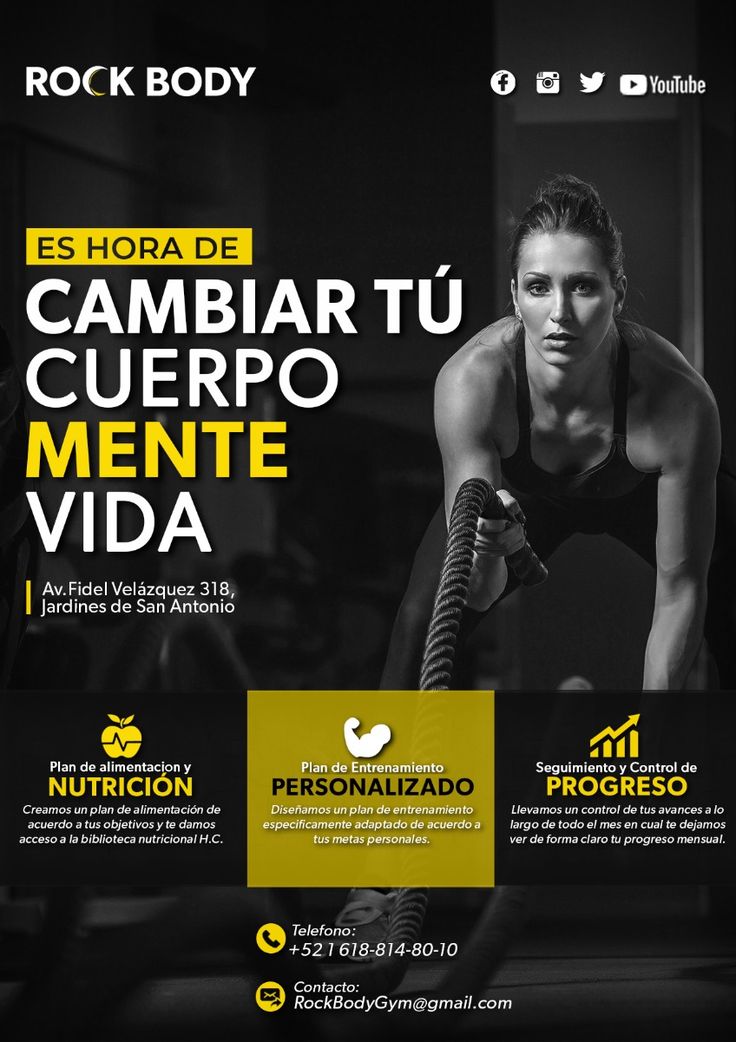 ROCK BODY
YouTube
ES HORA DE
CAMBIAR TÚ
CUERPO
MENTE
VIDA
Av.Fidel Velázquez 318,
Jardines de San Antonio
Plan de alimentacion y
NUTRICIÓN
Creamos un plan de alimentación de
acuerdo a tus objetivos y te damos
acceso a la biblioteca nutricional H.C.
Plan de Entrenamiento
PERSONALIZADO
Diseñamos un plan de entrenamiento
especificamente adaptado de acuerdo a
tus metas personales.
Seguimiento y Control de
PROGRESO
Llevamos un control de tus avances a lo
largo de todo el mes en cual te dejamos
ver de forma claro tu progreso mensual.
Telefono:
+52 1 618-814-80-10
Contacto:
RockBodyGym@gmail.com